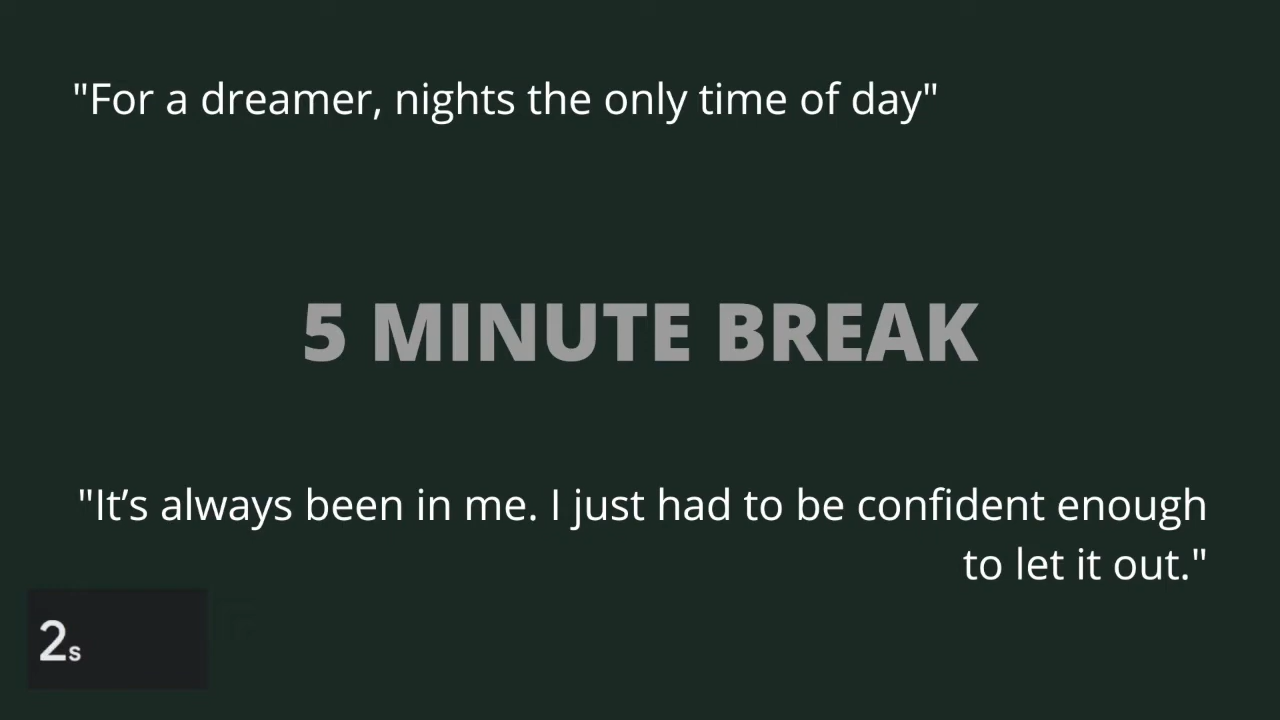 "For a dreamer, nights the only time of day"
5 MINUTE BREAK
"It’s always been in me. I just had to be confident enough
to let it out."
2s